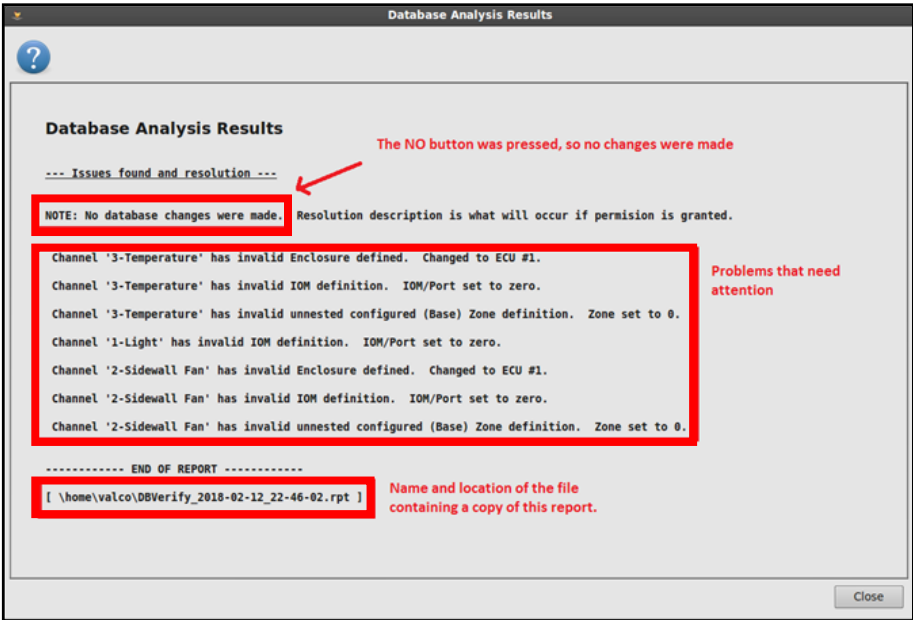 Database Analysis Results
?
Database Analysis Results
The NO button was pressed, so no changes were made
--- Issues found and resolution ---
NOTE: No database changes were made. Resolution description is what will occur if permision is granted.
Channel '3-Temperature' has invalid Enclosure defined. Changed to ECU #1.
Problems that need
attention
Channel '3-Temperature' has invalid IOM definition. IOM/Port set to zero.
Channel '3-Temperature' has invalid unnested configured (Base) Zone definition. Zone set to 0.
Channel '1-Light' has invalid IOM definition. IOM/Port set to zero.
Channel '2-Sidewall Fan' has invalid Enclosure defined. Changed to ECU #1.
Channel '2-Sidewall Fan' has invalid IOM definition. IOM/Port set to zero.
Channel '2-Sidewall Fan' has invalid unnested configured (Base) Zone definition. Zone set to 0.
------------ END OF REPORT ------------
[ \home\valco\DBVerify_2018-02-12_22-46-02.rpt ]
Name and location of the file
containing a copy of this report.
Close